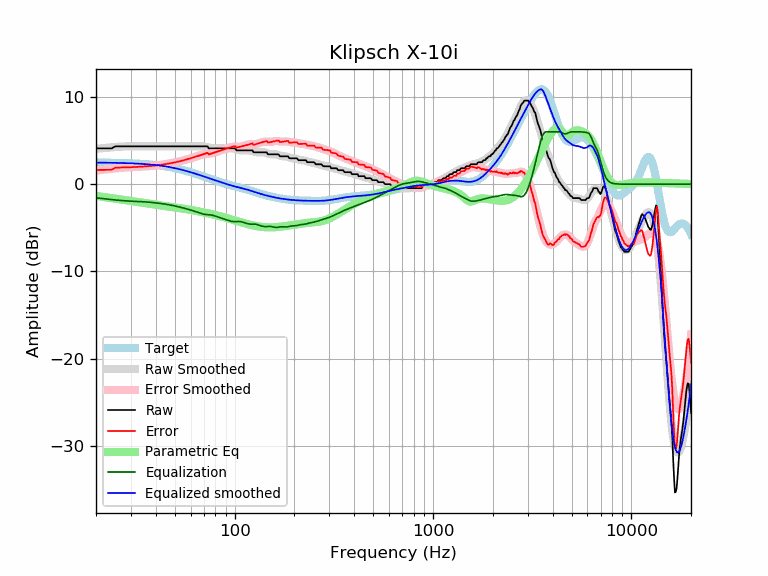 Klipsch X-10i
10
0
−10
−20
−30
Amplitude (dBr)
Target
Raw Smoothed
Error Smoothed
Raw
Error
Parametric Eq
Equalization
Equalized smoothed
100
1000
10000
Frequency (Hz)